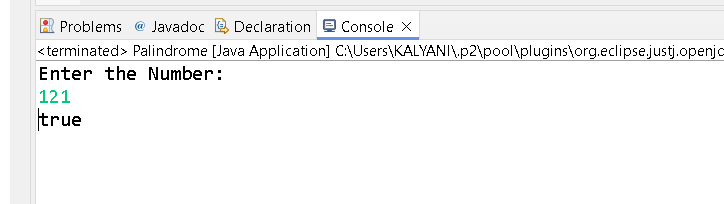 Problems @ Javadoc Declaration Console
<terminated> Palindrome [Java Application] C:\Users\KALYANI\.p2\pool\plugins\org.eclipse.justj.openjc
Enter the Number:
121
true